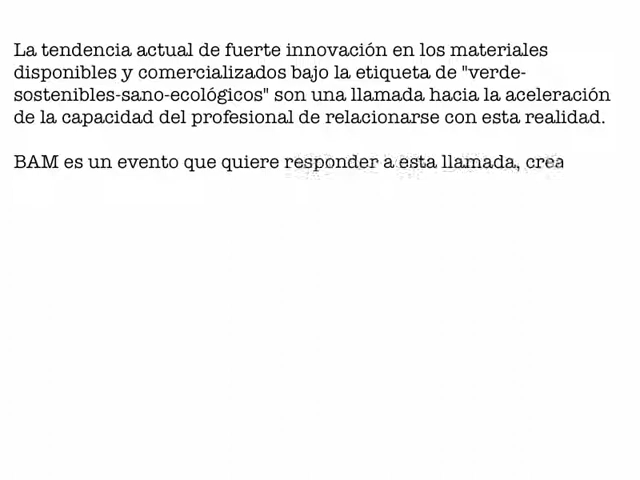 La tendencia actual de fuerte innovación en los materiales
disponibles y comercializados bajo la etiqueta de "verde-
sostenibles-sano-ecológicos" son una llamada hacia la aceleración
de la capacidad del profesional de relacionarse con esta realidad.
BAM es un evento que quiere responder a esta llamada, crea